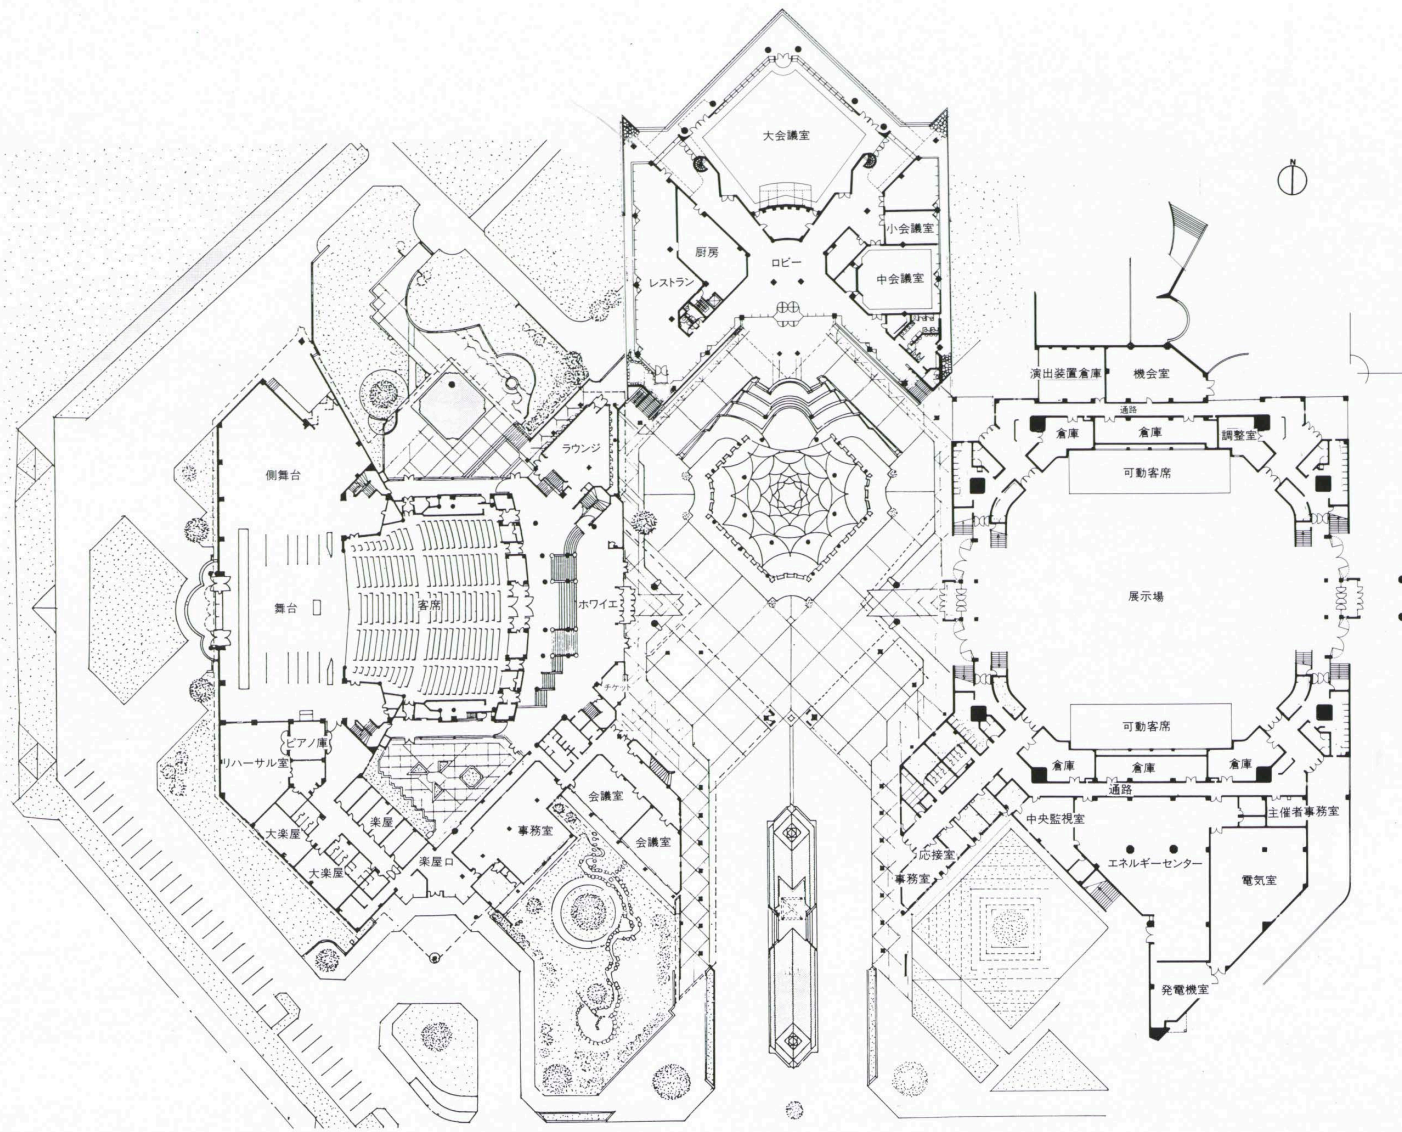 大会議室
N
小会議室
厨房
ロビー
レストラン
中会議室
演出装置倉庫
機会室
通路
倉庫
倉庫
調整室
ラウンジ
可動客席
側舞台
舞台
客席
ホワイエ
展示場
チケット
可動客席
ピアノ庫
リハーサル室
倉庫
倉庫
倉庫
通路
会議室
大楽屋
楽屋
事務室
会議室
中央監視室
主催者事務室
楽屋口
大楽屋
応接室
事務室
エネルギーセンター
電気室
発電機室